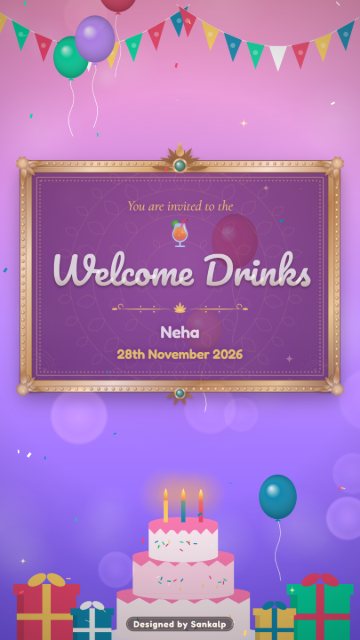 You are invited to the
Welcome Drinks
Neha
28th November 2026
Designed by Sankalp